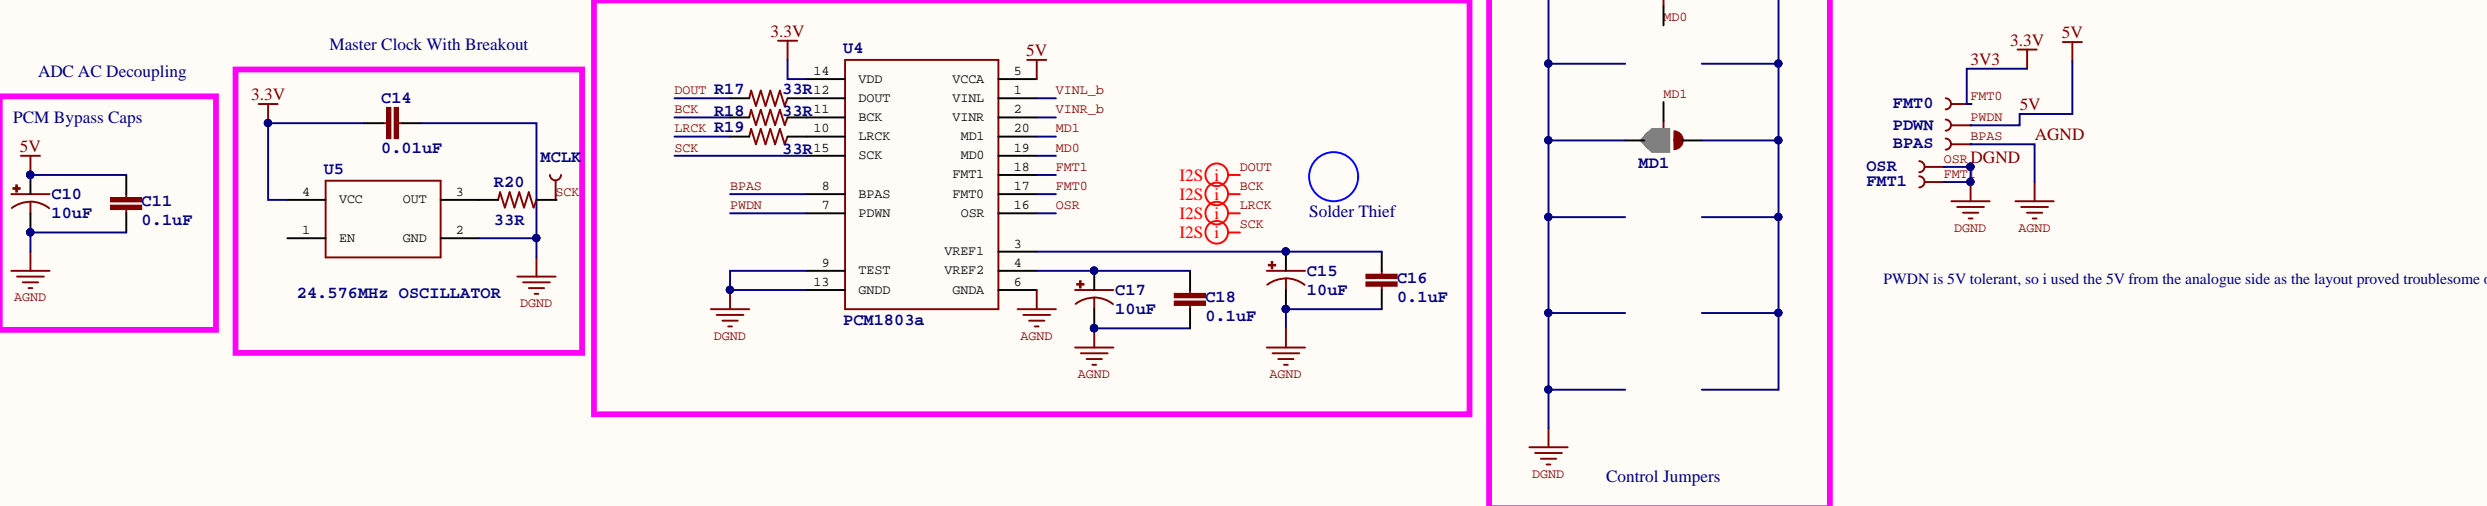 ADC AC Decoupling
PCM Bypass Caps
5V
C10
10uF
C11
0.1uF
AGND
Master Clock With Breakout
3.3V
C14
0.01uF
U5
4
VCC
OUT
3
1
EN
GND
2
R20
33R
MCLK
SCK
24.576MHz OSCILLATOR
DGND
3.3V
U4
5V
14
VDD
VCCA
5
DOUT
R17
33R
12
DOUT
VINL
1
VINL_b
BCK
R18
33R
11
BCK
VINR
2
VINR_b
LRCK
R19
10
LRCK
MD1
20
MD1
SCK
33R
15
SCK
MD0
19
MD0
FMT1
18
FMT1
BPAS
8
BPAS
FMT0
17
FMT0
PWDN
7
PDWN
OSR
16
OSR
VREF1
3
9
TEST
VREF2
4
13
GNDD
GNDA
6
DGND
PCM1803a
AGND
I2S
i
DOUT
I2S
i
BCK
I2S
i
LRCK
I2S
i
SCK
Solder Thief
C17
10uF
C18
0.1uF
AGND
C15
10uF
C16
0.1uF
AGND
MD0
MD1
MD1
DGND
Control Jumpers
3.3V
5V
3V3
FMT0
FMT0
5V
PDWN
PWDN
BPAS
BPAS
AGND
OSR
OSR
DGND
FMT1
FMT
DGND
AGND
PWDN is 5V tolerant, so i used the 5V from the analogue side as the layout proved troublesome